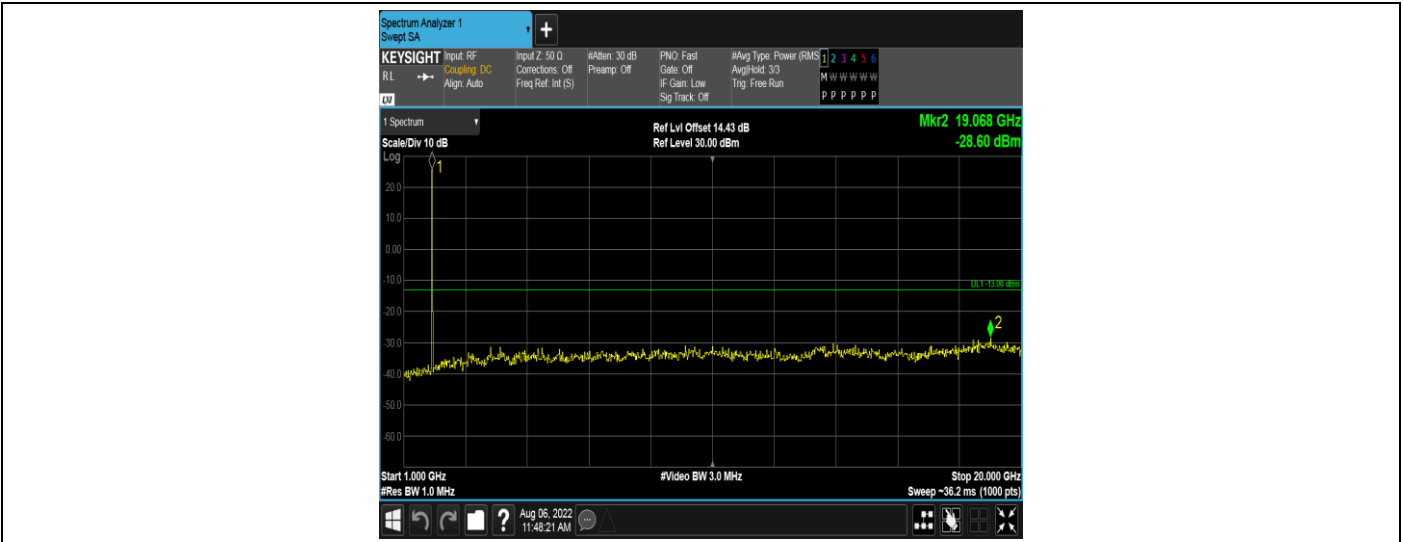 Spectrum Analyzer 1
Swept SA
+
KEYSIGHT Input: RF Input Z: 50 Ω #Atten: 30 dB PNO: Fast #Avg Type: Power (RMS 1 2 3 4 5 6
RL Coupling: DC Corrections: Off Preamp: Off Gate: Off Avg|Hold: 3/3 M W W W W W
Align: Auto Freq Ref: Int (S) IF Gain: Low Trig: Free Run
Sig Track: Off P P P P P P
LXI
1 Spectrum
Ref Lvl Offset 14.43 dB Mkr2 19.068 GHz
Scale/Div 10 dB Ref Level 30.00 dBm -28.60 dBm
Log
1
20.0
10.0
0.00
-10.0
DL1 -13.00 dBm
-20.0
2
-30.0
-40.0
-50.0
-60.0
Start 1.000 GHz #Video BW 3.0 MHz Stop 20.000 GHz
#Res BW 1.0 MHz Sweep ~36.2 ms (1000 pts)
? Aug 06, 2022
11:48:21 AM